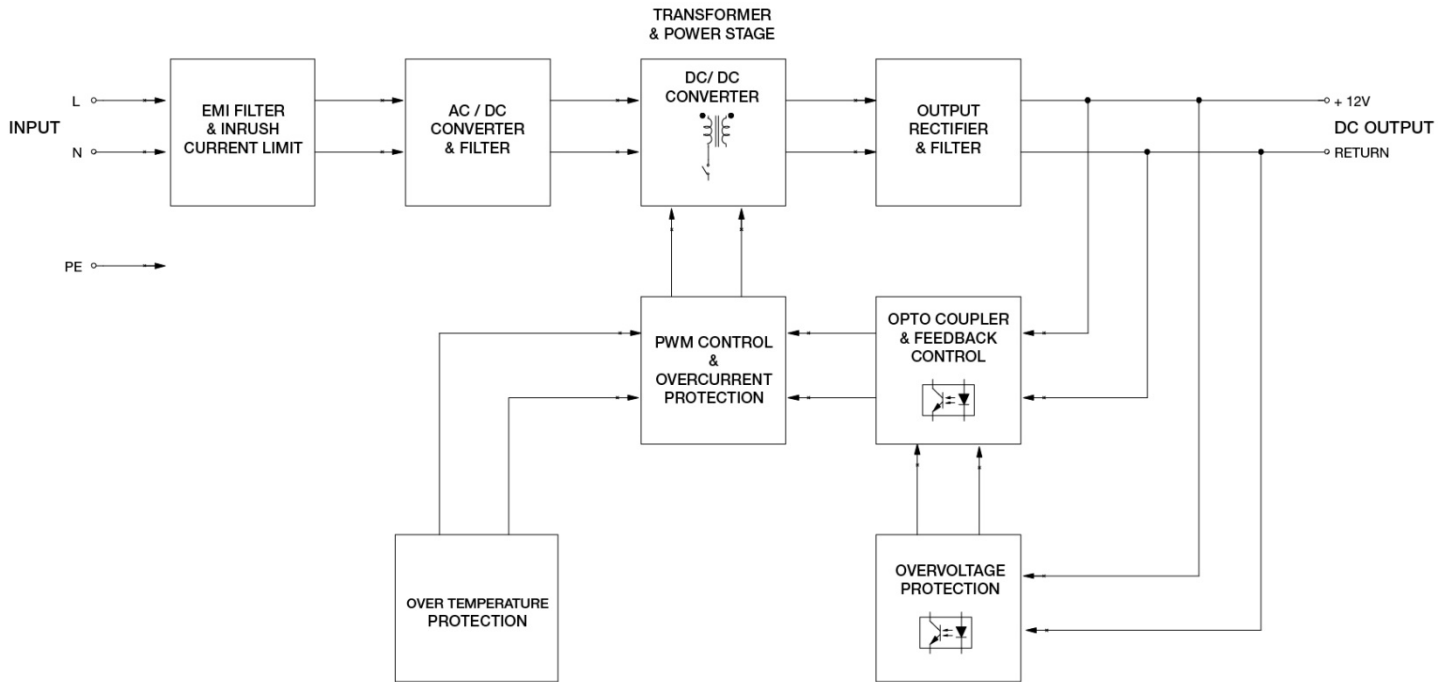 TRANSFORMER
& POWER STAGE
INPUT
L
N
PE
EMI FILTER
& INRUSH
CURRENT LIMIT
AC / DC
CONVERTER
& FILTER
DC/ DC
CONVERTER
OUTPUT
RECTIFIER
& FILTER
+ 12V
DC OUTPUT
RETURN
PWM CONTROL
&
OVERCURRENT
PROTECTION
OPTO COUPLER
& FEEDBACK
CONTROL
OVER TEMPERATURE
PROTECTION
OVERVOLTAGE
PROTECTION